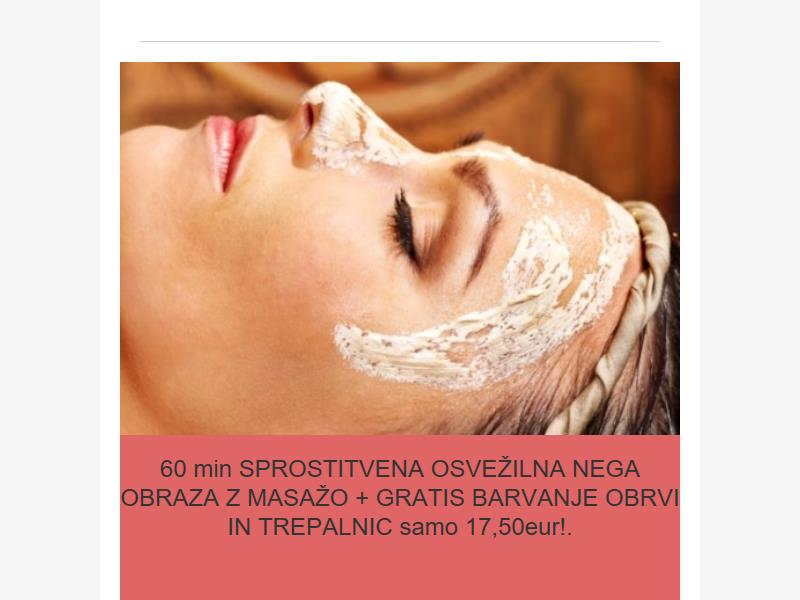 60 min SPROSTITVENA OSVEŽILNA NEGA
OBRAZA Z MASAŽO + GRATIS BARVANJE OBRVI
IN TREPALNIC samo 17,50eur!.